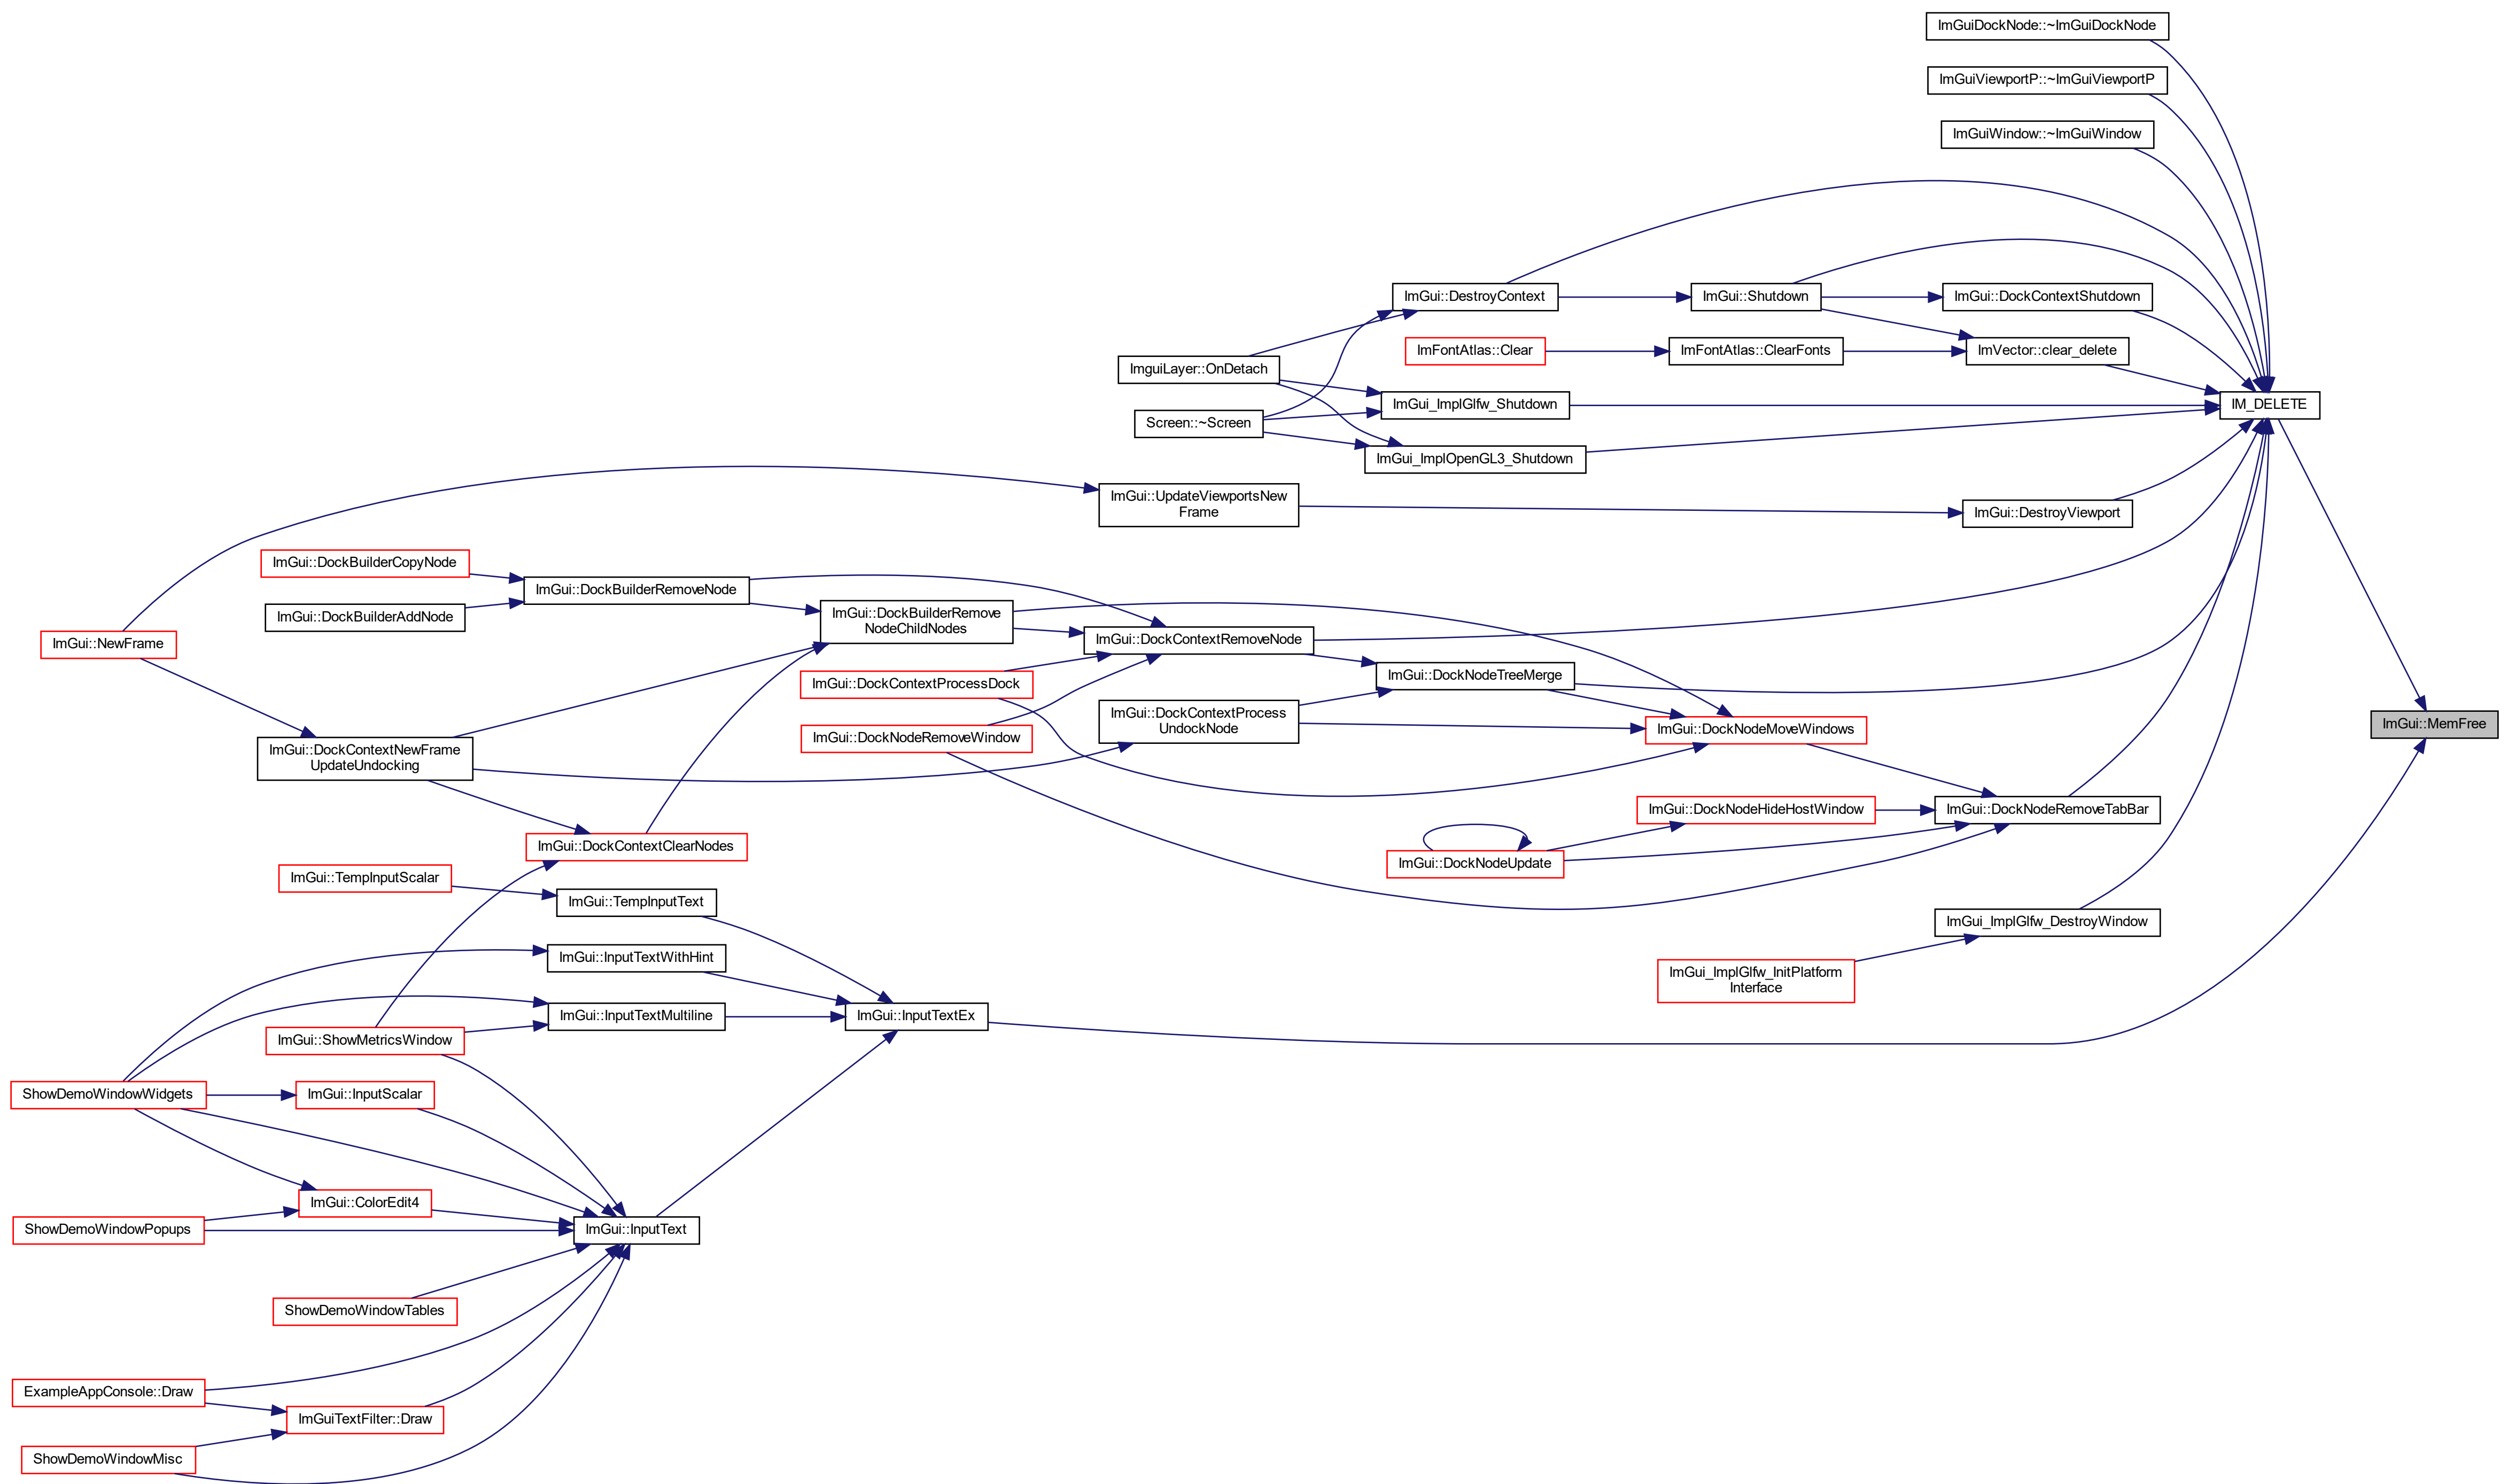 ImGuiDockNode::~ImGuiDockNode
ImGuiViewportP::~ImGuiViewportP
ImGuiWindow::~ImGuiWindow
ImGui::DestroyContext
ImGui::Shutdown
ImGui::DockContextShutdown
ImFontAtlas::Clear
ImFontAtlas::ClearFonts
ImVector::clear_delete
ImguiLayer::OnDetach
ImGui_ImplGlfw_Shutdown
IM_DELETE
Screen::~Screen
ImGui_ImplOpenGL3_Shutdown
ImGui::UpdateViewportsNew
Frame
ImGui::DestroyViewport
ImGui::DockBuilderCopyNode
ImGui::DockBuilderRemoveNode
ImGui::DockBuilderAddNode
ImGui::DockBuilderRemove
NodeChildNodes
ImGui::NewFrame
ImGui::DockContextRemoveNode
ImGui::DockContextProcessDock
ImGui::DockNodeTreeMerge
ImGui::DockContextProcess
UndockNode
ImGui::DockNodeMoveWindows
ImGui::MemFree
ImGui::DockNodeRemoveWindow
ImGui::DockContextNewFrame
UpdateUndocking
ImGui::DockNodeHideHostWindow
ImGui::DockNodeRemoveTabBar
ImGui::DockContextClearNodes
ImGui::DockNodeUpdate
ImGui::TempInputScalar
ImGui::TempInputText
ImGui_ImplGlfw_DestroyWindow
ImGui::InputTextWithHint
ImGui_ImplGlfw_InitPlatform
Interface
ImGui::InputTextMultiline
ImGui::InputTextEx
ImGui::ShowMetricsWindow
ShowDemoWindowWidgets
ImGui::InputScalar
ImGui::ColorEdit4
ShowDemoWindowPopups
ImGui::InputText
ShowDemoWindowTables
ExampleAppConsole::Draw
ImGuiTextFilter::Draw
ShowDemoWindowMisc